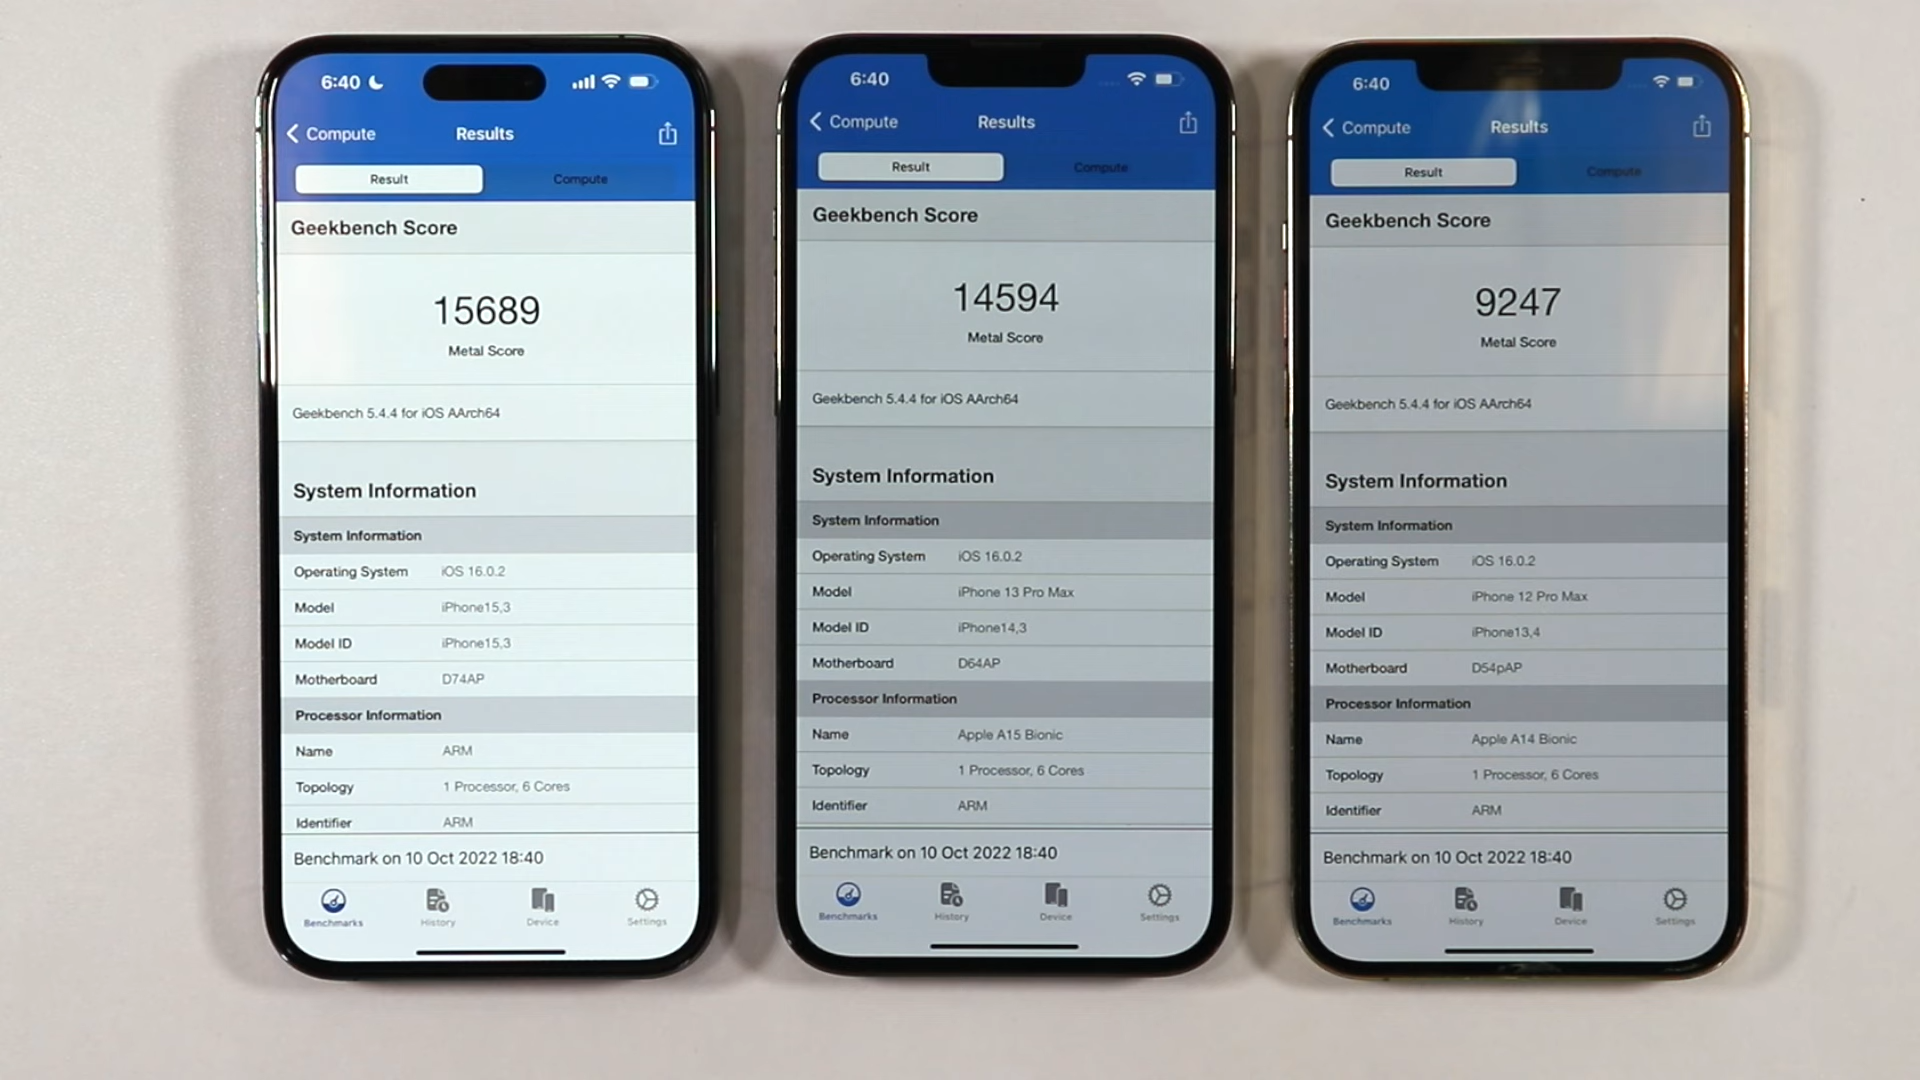 6:40
Compute Results
Result Compute
Geekbench Score
15689
Metal Score
Geekbench 5.4.4 for iOS AArch64
System Information
System Information
Operating System iOS 16.0.2
Model iPhone15,3
Model ID iPhone15,3
Motherboard D74AP
Processor Information
Name ARM
Topology 1 Processor, 6 Cores
Identifier ARM
Benchmark on 10 Oct 2022 18:40
Benchmarks History Device Settings
6:40
Compute Results
Result Compute
Geekbench Score
14594
Metal Score
Geekbench 5.4.4 for iOS AArch64
System Information
System Information
Operating System iOS 16.0.2
Model iPhone 13 Pro Max
Model ID iPhone14,3
Motherboard D64AP
Processor Information
Name Apple A15 Bionic
Topology 1 Processor, 6 Cores
Identifier ARM
Benchmark on 10 Oct 2022 18:40
Benchmarks History Device Settings
6:40
Compute Results
Result Compute
Geekbench Score
9247
Metal Score
Geekbench 5.4.4 for iOS AArch64
System Information
System Information
Operating System iOS 16.0.2
Model iPhone 12 Pro Max
Model ID iPhone13,4
Motherboard D54pAP
Processor Information
Name Apple A14 Bionic
Topology 1 Processor, 6 Cores
Identifier ARM
Benchmark on 10 Oct 2022 18:40
Benchmarks History Device Settings